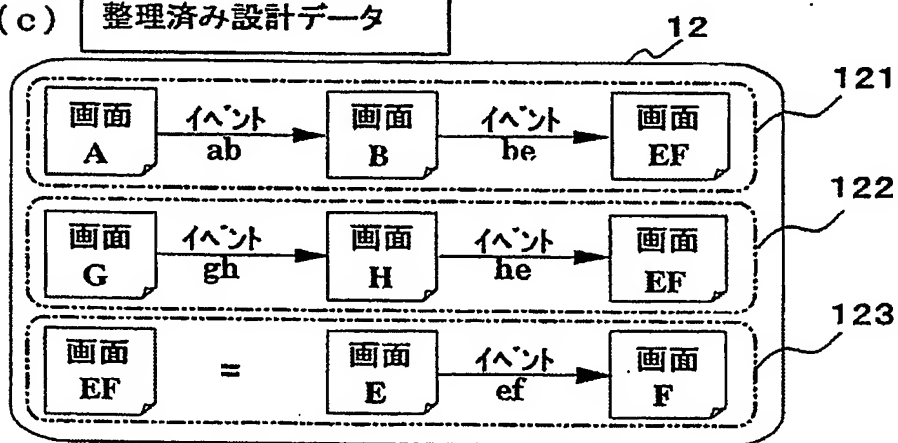 (c) 整理済み設計データ
12
121
画面 イベント 画面 イベント 画面
A ab B be EF
122
画面 イベント 画面 イベント 画面
G gh H he EF
123
画面 = 画面 イベント 画面
EF E ef F